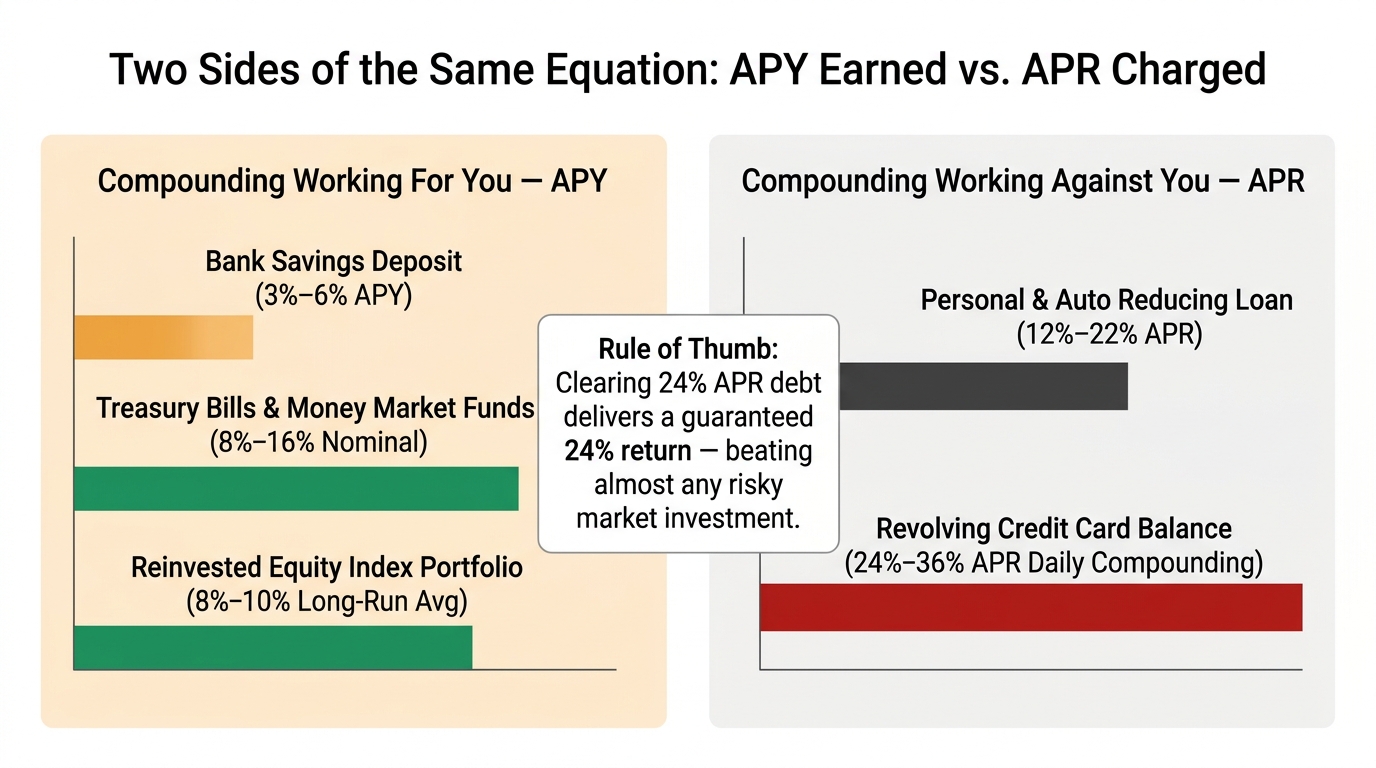 Two Sides of the Same Equation: APY Earned vs. APR Charged
Compounding Working For You — APY
Bank Savings Deposit
(3%–6% APY)
Treasury Bills & Money Market Funds
(8%–16% Nominal)
Reinvested Equity Index Portfolio
(8%–10% Long-Run Avg)
Rule of Thumb:
Clearing 24% APR debt
delivers a guaranteed
24% return — beating
almost any risky
market investment.
Compounding Working Against You — APR
Personal & Auto Reducing Loan
(12%–22% APR)
Revolving Credit Card Balance
(24%–36% APR Daily Compounding)